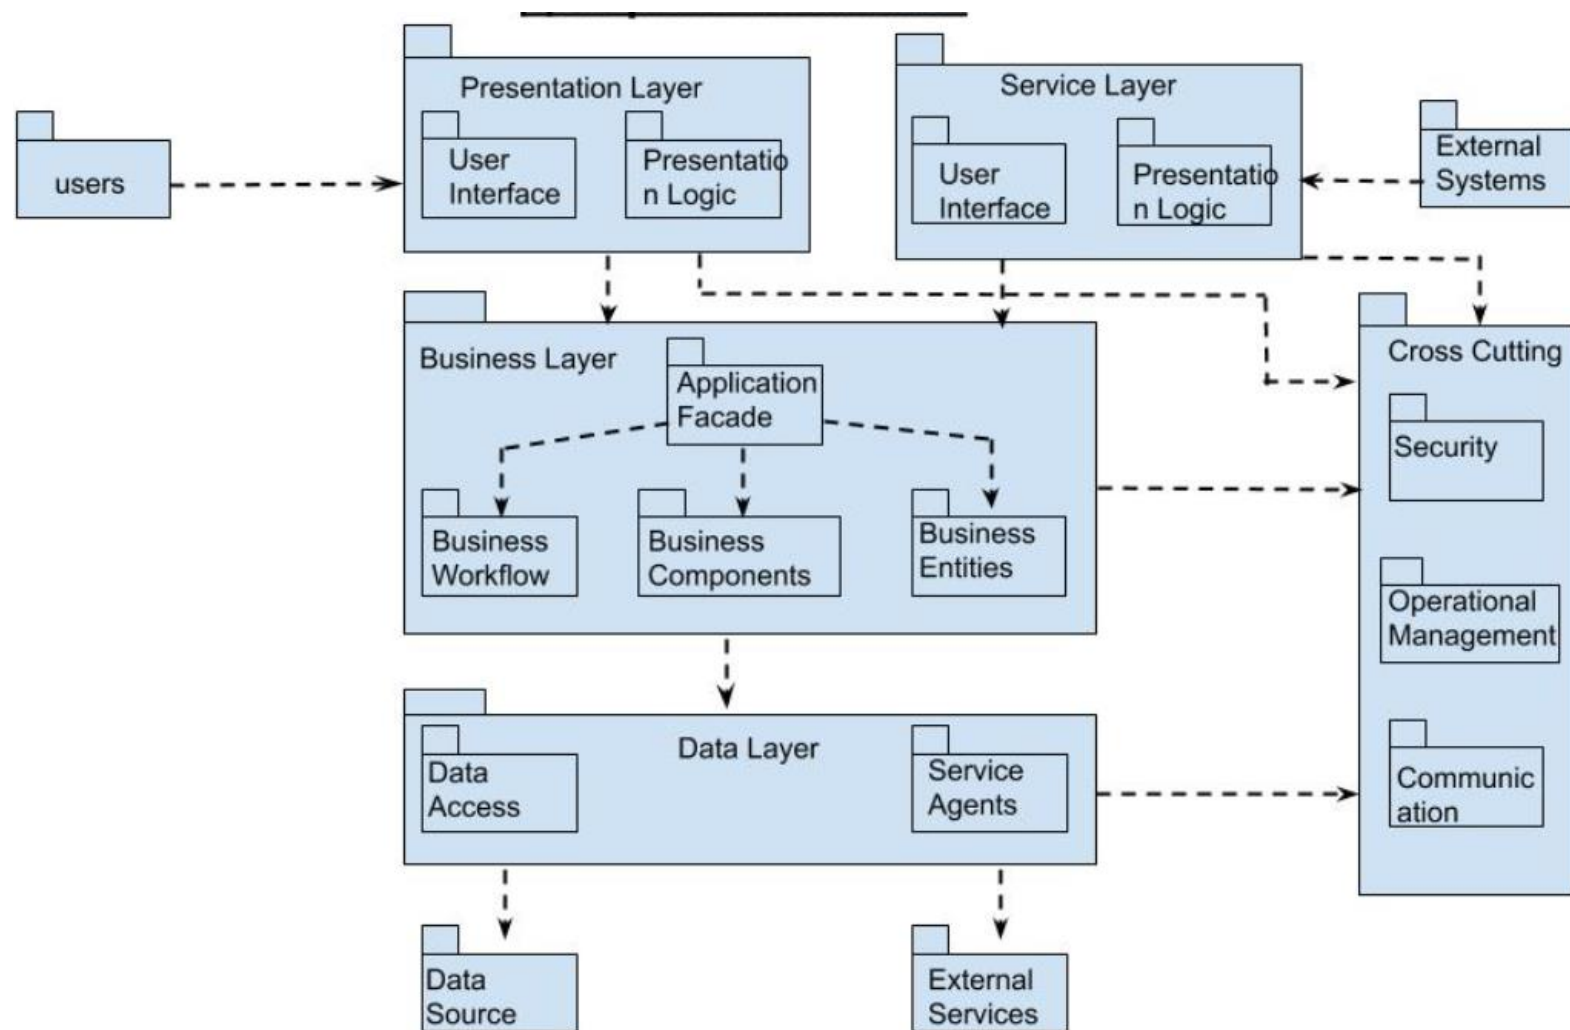 Presentation Layer
User
Interface
Presentatio
n Logic
Service Layer
User
Interface
Presentatio
n Logic
users
External
Systems
Business Layer
Application
Facade
Business
Workflow
Business
Components
Business
Entities
Cross Cutting
Security
Operational
Management
Communic
ation
Data Layer
Data
Access
Service
Agents
Data
Source
External
Services